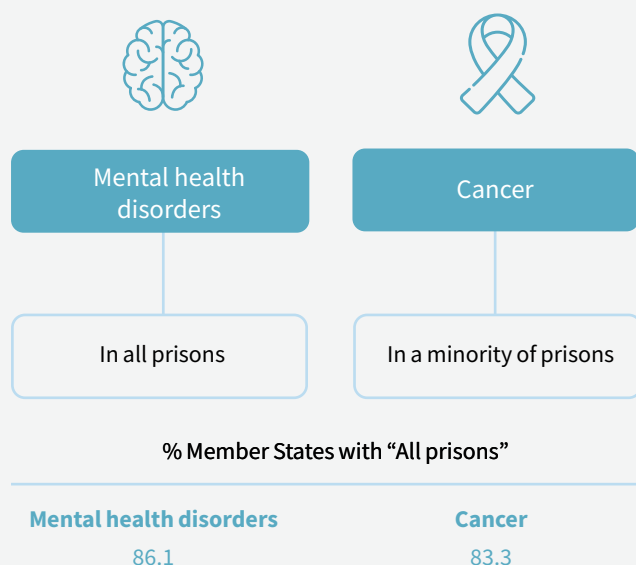 Mental health
disorders
Cancer
In all prisons
In a minority of prisons
% Member States with “All prisons”
Mental health disorders
Cancer
86.1
83.3